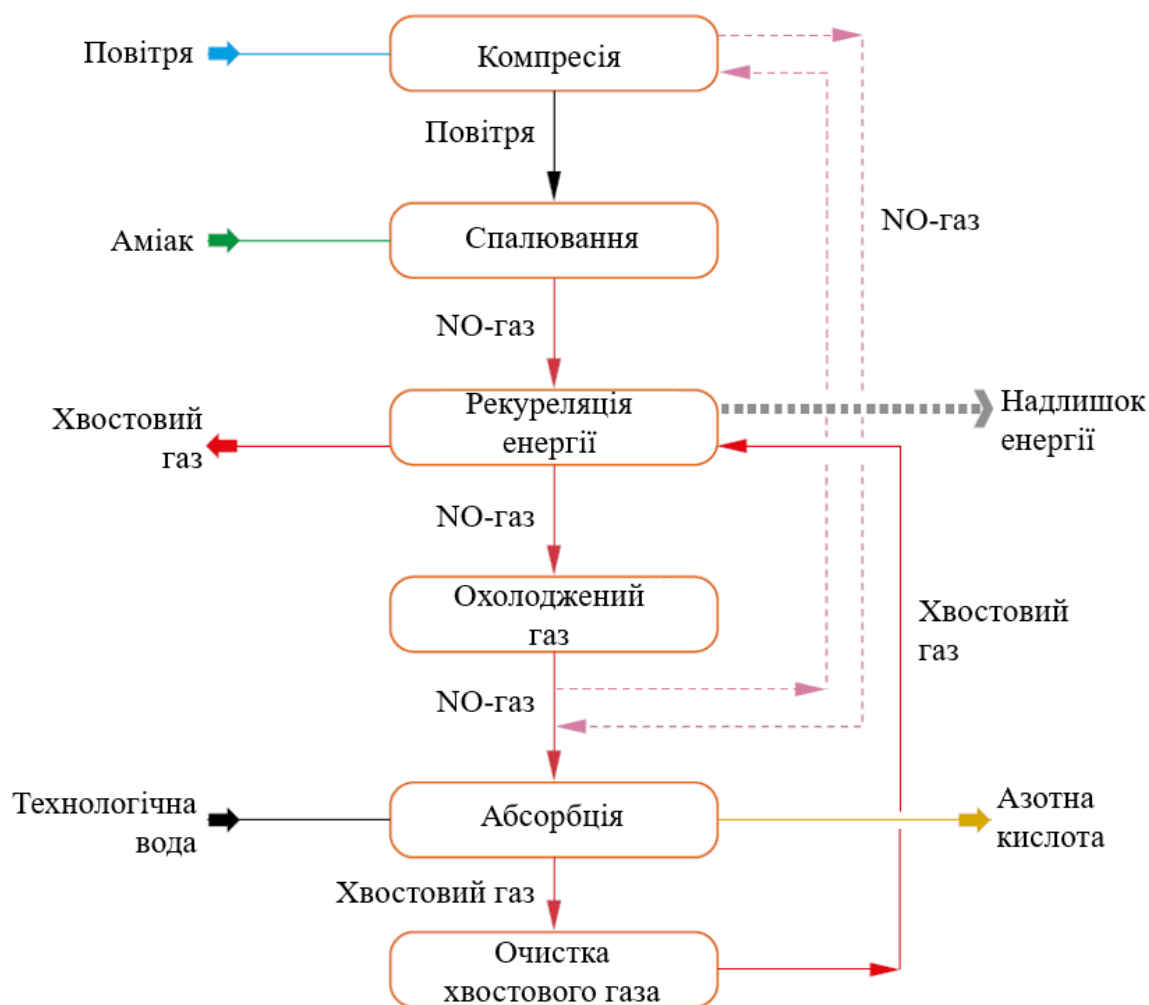 Повітря
Компресія
Повітря
NO-газ
Аміак
Спалювання
NO-газ
Хвостовий
газ
Рекуреляція
енергії
Надлишок
енергії
NO-газ
Охолоджений
газ
Хвостовий
газ
NO-газ
Технологічна
вода
Абсорбція
Азотна
кислота
Хвостовий газ
Очистка
хвостового газа